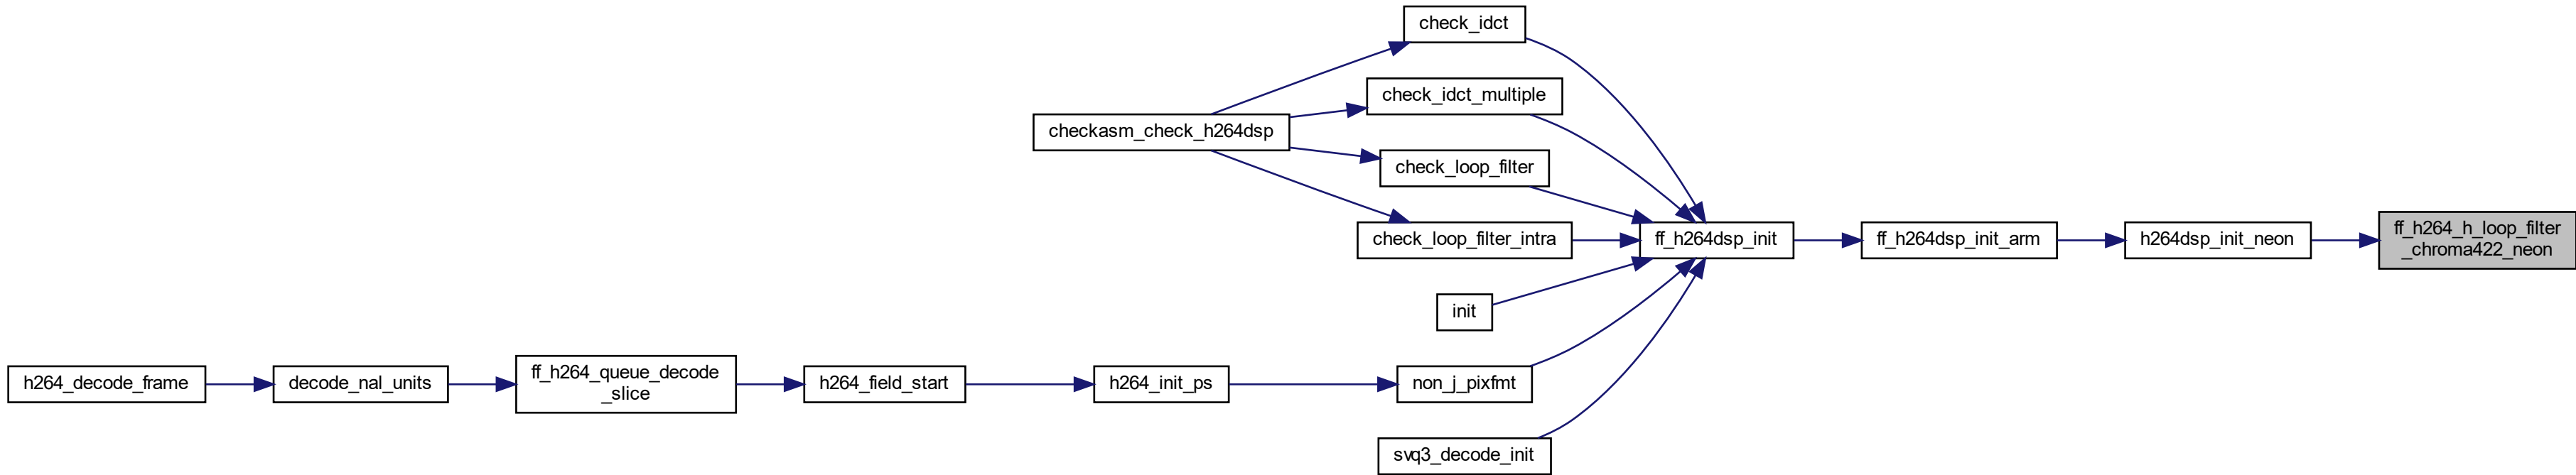 check_idct
check_idct_multiple
checkasm_check_h264dsp
check_loop_filter
check_loop_filter_intra
ff_h264dsp_init
ff_h264dsp_init_arm
h264dsp_init_neon
ff_h264_h_loop_filter
_chroma422_neon
init
h264_decode_frame
decode_nal_units
ff_h264_queue_decode
_slice
h264_field_start
h264_init_ps
non_j_pixfmt
svq3_decode_init